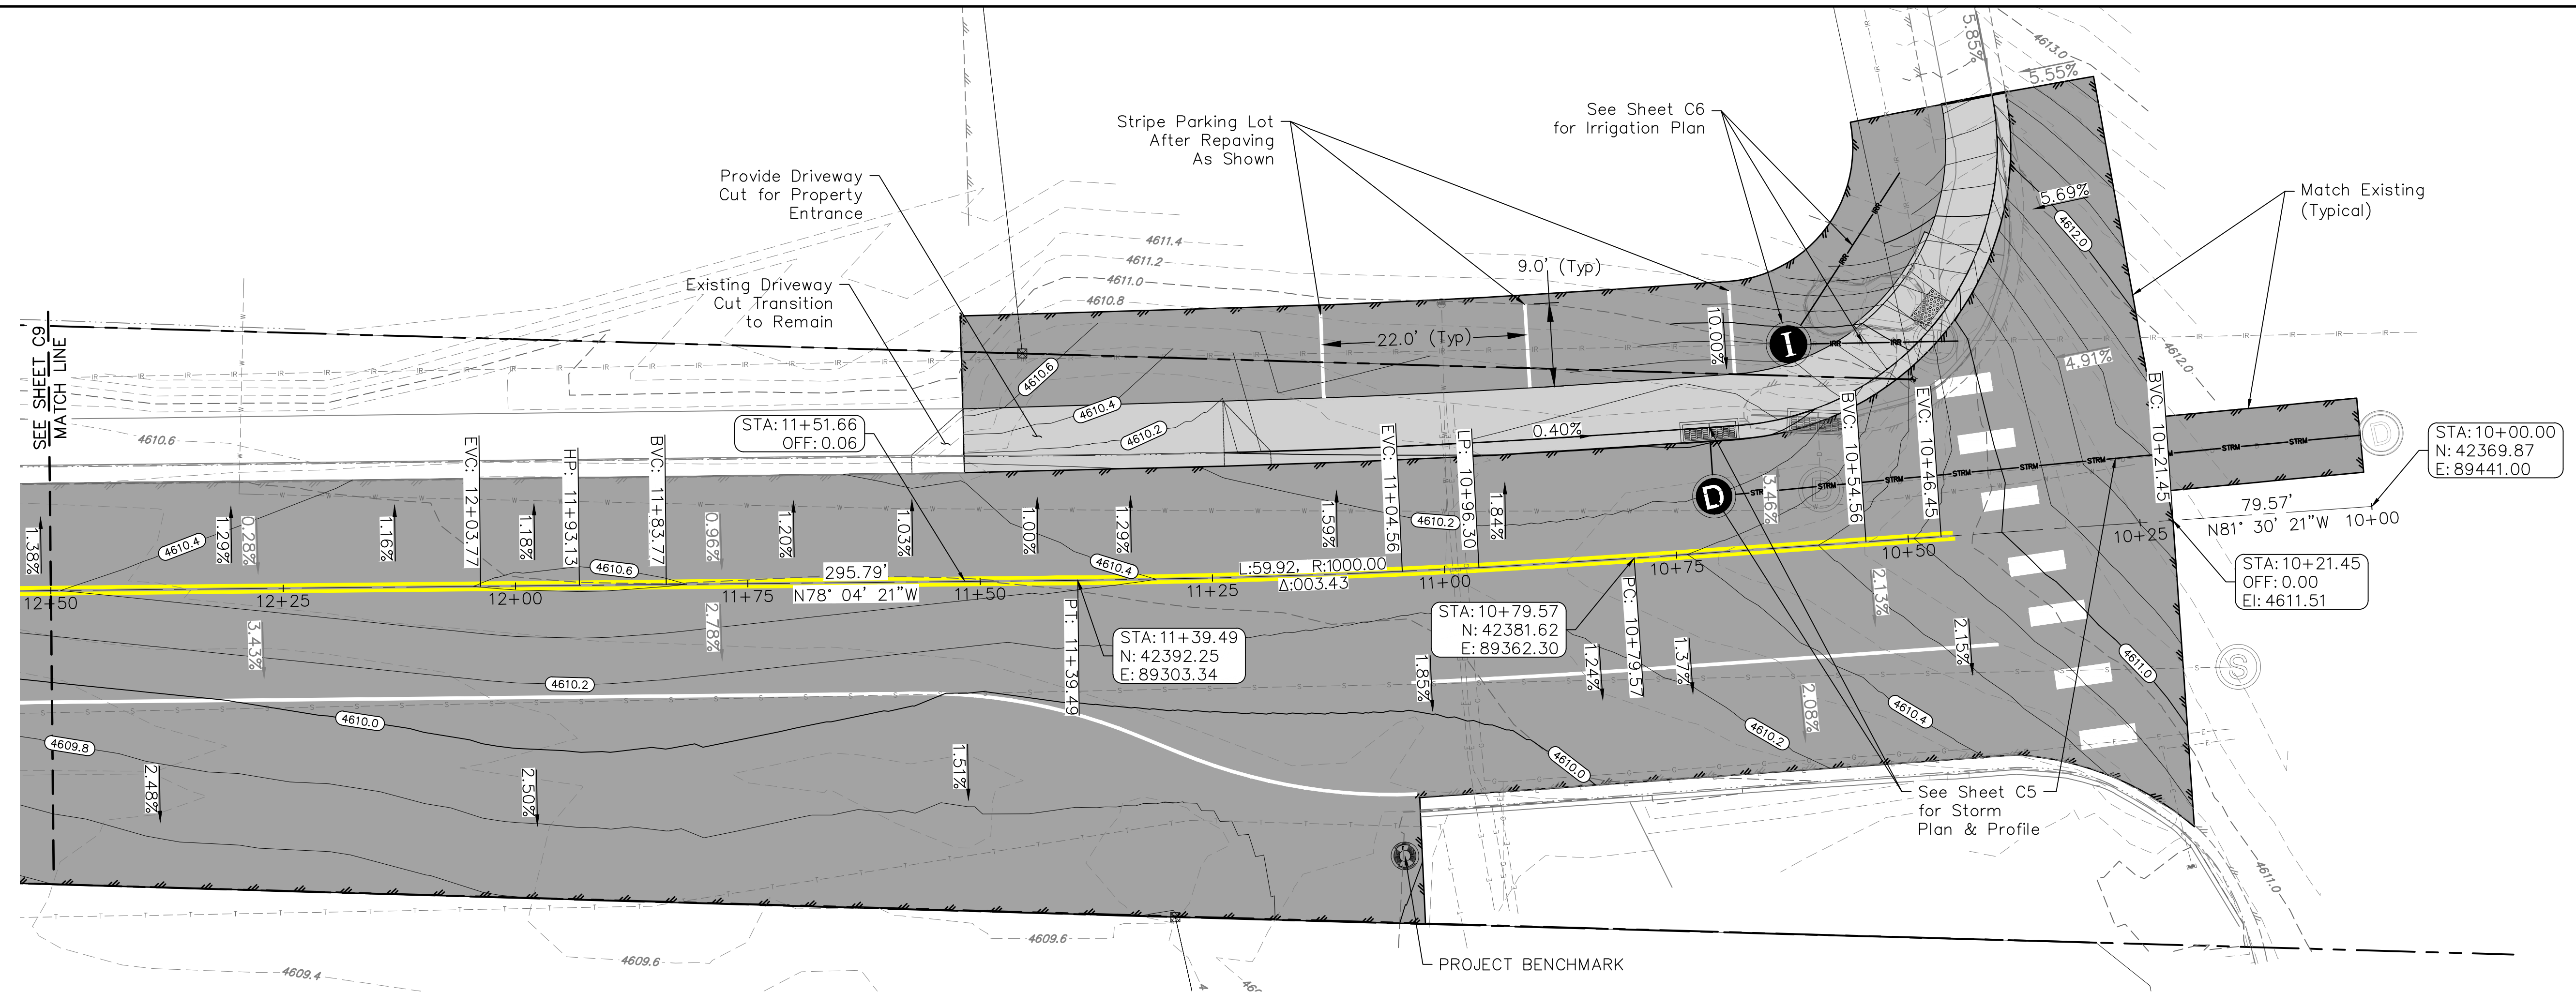 5.85%
4613.0
5.55%
See Sheet C6
for Irrigation Plan
Stripe Parking Lot
After Repaving
As Shown
Provide Driveway
Cut for Property
Entrance
Match Existing
(Typical)
5.69%
4612.0
4611.4
4611.2
4611.0
4610.8
9.0' (Typ)
Existing Driveway
Cut Transition
to Remain
22.0' (Typ)
10.00%
I
IRR
IRR
IRR
IRR
4.91%
4612.0
SEE SHEET C9
MATCH LINE
4610.6
4610.4
4610.2
4610.6
0.40%
STA: 11+51.66
OFF: 0.06
EVC: 12+03.77
HP: 11+93.13
BVC: 11+83.77
EVC: 11+04.56
LP: 10+96.30
BVC: 10+54.56
EVC: 10+46.45
BVC: 10+21.45
D
STA: 10+00.00
N: 42369.87
E: 89441.00
D
STRM
STRM
STRM
STRM
STRM
STRM
STRM
79.57'
N81° 30' 21"W
10+00
1.38%
1.29%
0.28%
1.16%
1.18%
0.96%
1.20%
1.03%
1.00%
1.29%
1.59%
1.84%
3.46%
4610.4
4610.6
4610.4
4610.2
295.79'
N78° 04' 21"W
L:59.92, R:1000.00
Δ:003.43
12+50
12+25
12+00
11+75
11+50
11+25
11+00
10+75
10+50
10+25
STA: 10+21.45
OFF: 0.00
El: 4611.51
PT: 11+39.49
STA: 11+39.49
N: 42392.25
E: 89303.34
STA: 10+79.57
N: 42381.62
E: 89362.30
PC: 10+79.57
3.43%
2.78%
2.13%
1.85%
1.24%
1.37%
2.15%
2.08%
4611.0
S
4610.2
4610.0
4609.8
4610.2
4610.4
4610.0
2.48%
2.50%
1.51%
See Sheet C5
for Storm
Plan & Profile
4611.0
PROJECT BENCHMARK
4609.4
4609.6
4609.6